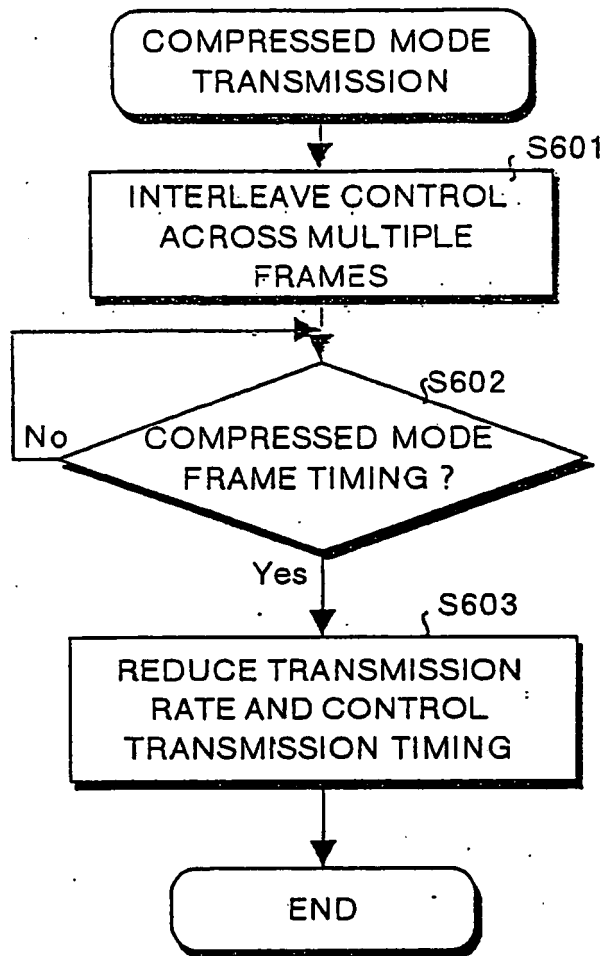 COMPRESSED MODE
TRANSMISSION
S601
INTERLEAVE CONTROL
ACROSS MULTIPLE
FRAMES
S602
No
COMPRESSED MODE
FRAME TIMING ?
Yes
S603
REDUCE TRANSMISSION
RATE AND CONTROL
TRANSMISSION TIMING
END